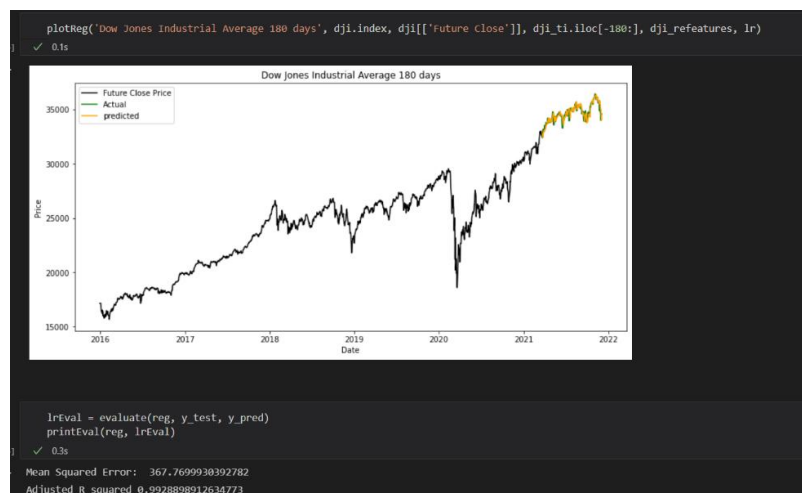 plotReg('Dow Jones Industrial Average 180 days', dji.index, dji[['Future Close']], dji_ti.iloc[-180:], dji_refeatures, lr)
✓ 0.1s
Dow Jones Industrial Average 180 days
Future Close Price
Actual
predicted
35000
30000
25000
20000
15000
Price
2016 2017 2018 2019 2020 2021 2022
Date
lrEval = evaluate(reg, y_test, y_pred)
printEval(reg, lrEval)
✓ 0.3s
Mean Squared Error: 367.7699930392782
Adjusted R squared 0.9928898912634773